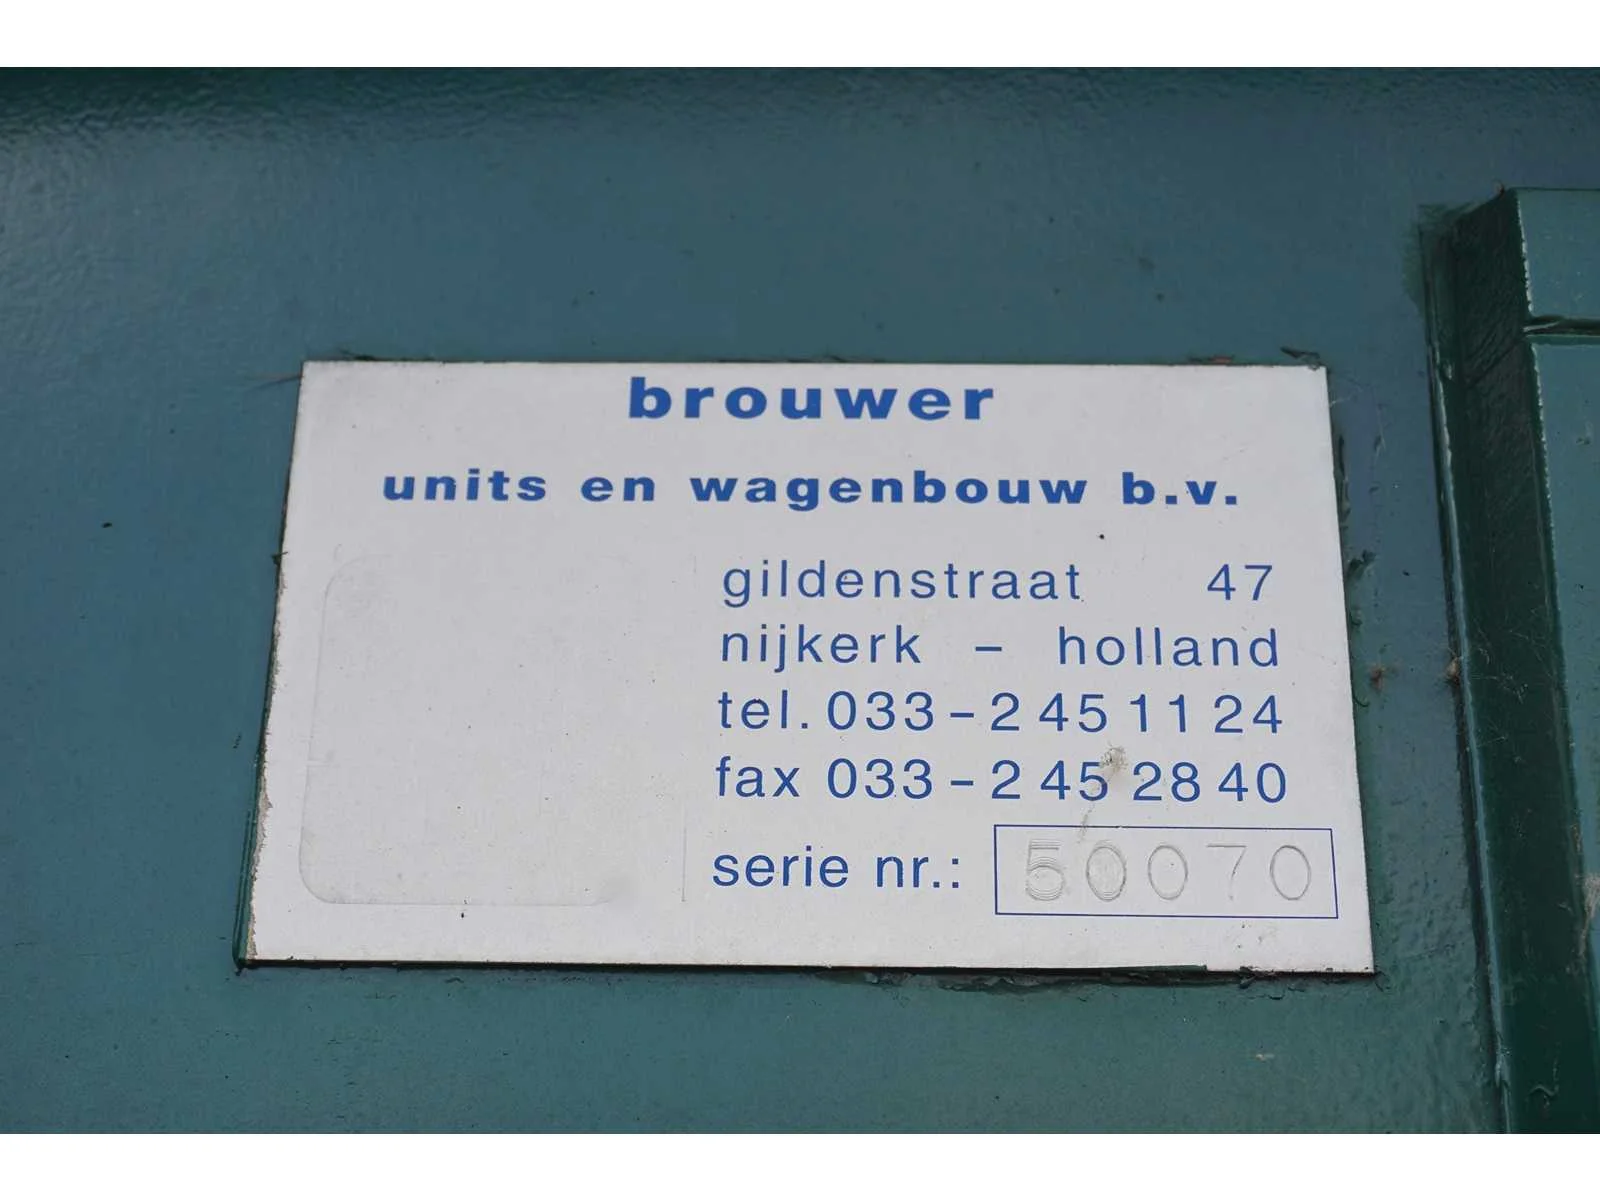 brouwer
units en wagenbouw b.v.
gildenstraat 47
nijkerk - holland
tel. 033-2 45 11 24
fax 033-2 45 28 40
serie nr.: 50070